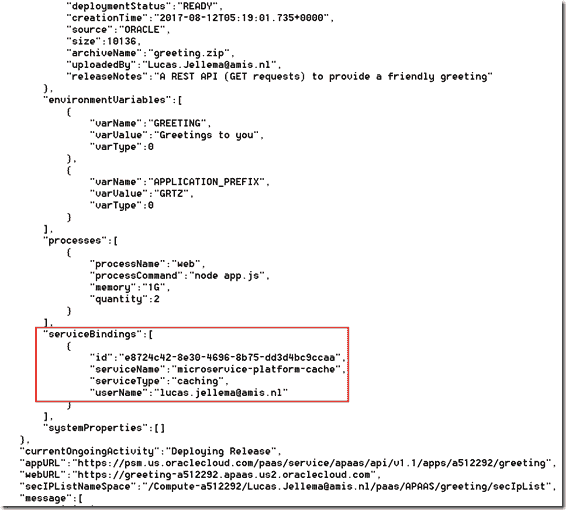 "deploymentStatus":"READY",
"creationTime":"2017-08-12T05:19:01.735+0000",
"source":"ORACLE",
"size":10136,
"archiveName":"greeting.zip",
"uploadedBy":"Lucas.Jellema@amis.nl",
"releaseNotes":"A REST API (GET requests) to provide a friendly greeting"
},
"environmentVariables":[
{
"varName":"GREETING",
"varValue":"Greetings to you",
"varType":0
},
{
"varName":"APPLICATION_PREFIX",
"varValue":"GRTZ",
"varType":0
}
],
"processes":[
{
"processName":"web",
"processCommand":"node app.js",
"memory":"1G",
"quantity":2
}
],
"serviceBindings":[
{
"id":"e8724c42-8e30-4696-8b75-dd3d4bc9ccaa",
"serviceName":"microservice-platform-cache",
"serviceType":"caching",
"userName":"lucas.jellema@amis.nl"
}
],
"systemProperties":[]
},
"currentOngoingActivity":"Deploying Release",
"appURL":"https://psm.us.oraclecloud.com/paas/service/apaas/api/v1.1/apps/a512292/greeting",
"webURL":"https://greeting-a512292.apaas.us2.oraclecloud.com",
"secIPListNameSpace":"/Compute-a512292/Lucas.Jellema@amis.nl/paas/APAAS/greeting/secIpList",
"message":[